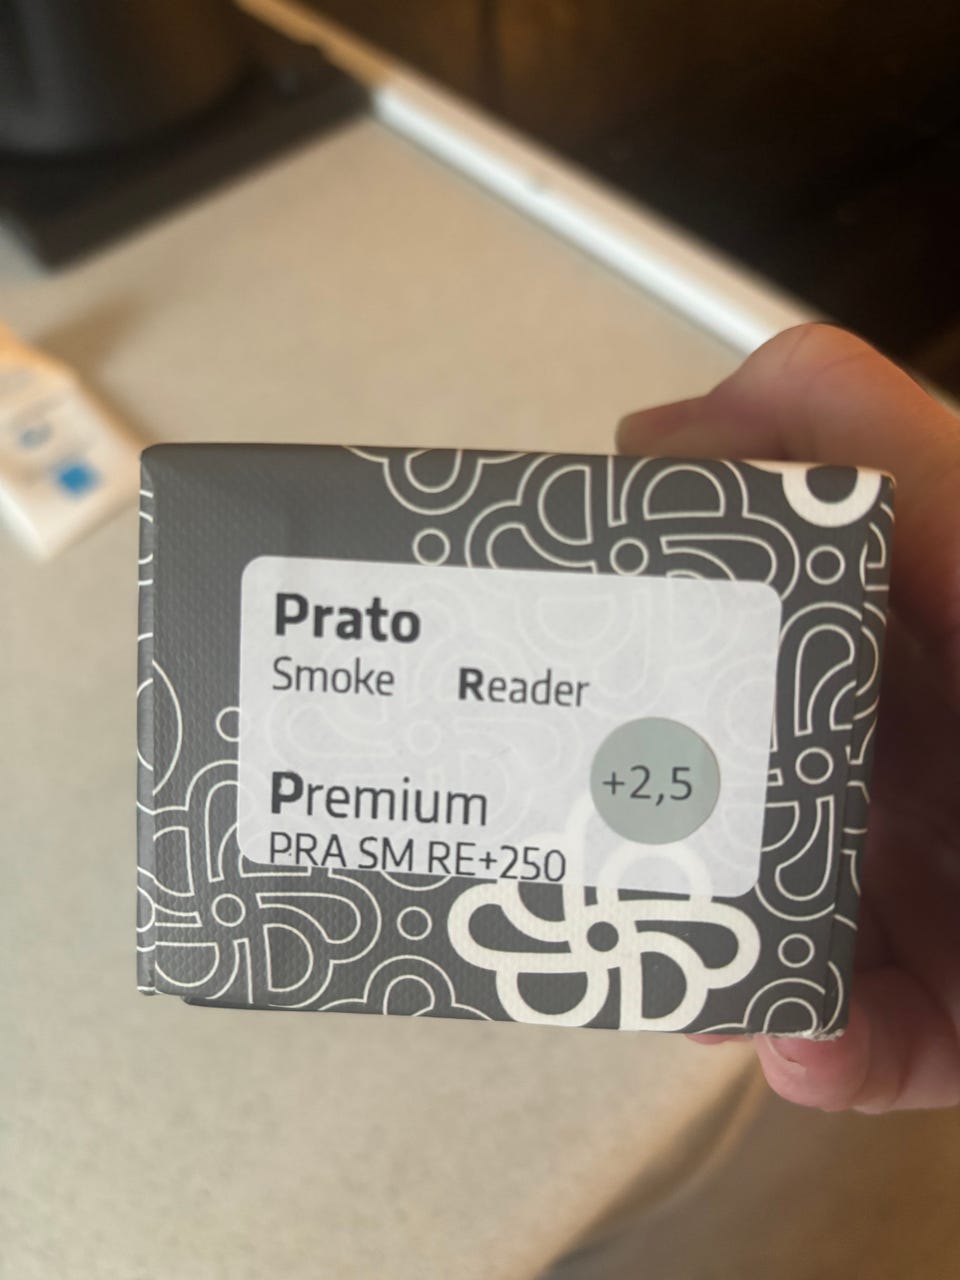 Prato
Smoke Reader
Premium
+2,5
PRA SM RE+250